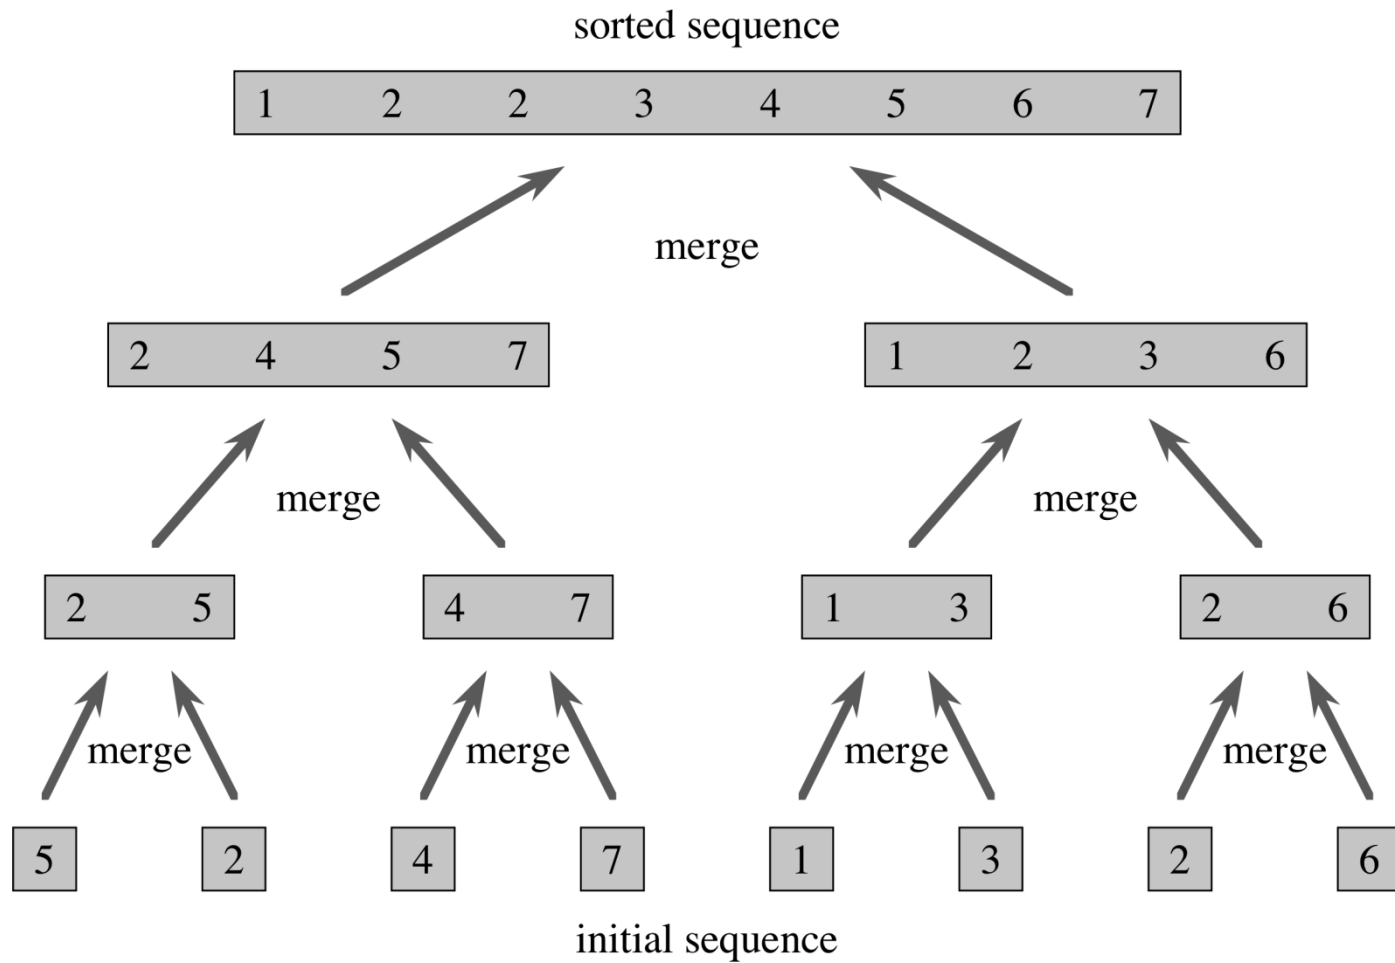 sorted sequence
1 2 2 3 4 5 6 7
merge
2 4 5 7
1 2 3 6
merge
merge
2 5
4 7
1 3
2 6
merge
merge
merge
merge
5
2
4
7
1
3
2
6
initial sequence